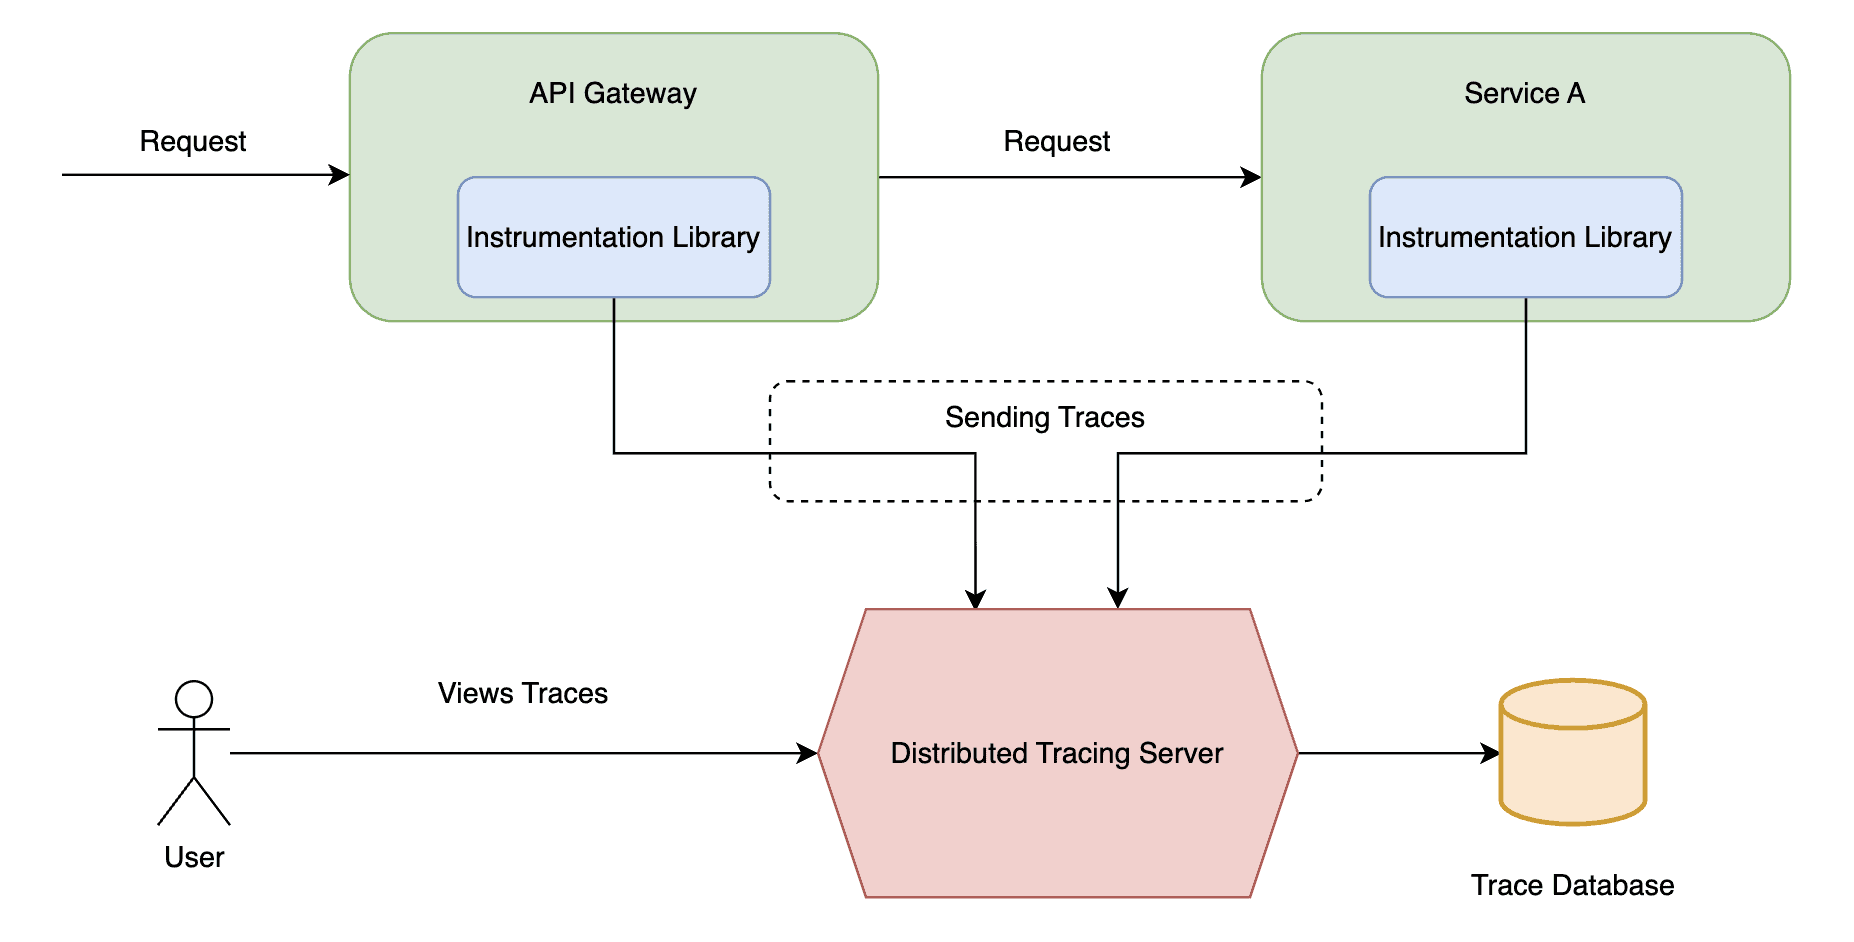 API Gateway
Service A
Request
Request
Instrumentation Library
Instrumentation Library
Sending Traces
Views Traces
Distributed Tracing Server
User
Trace Database